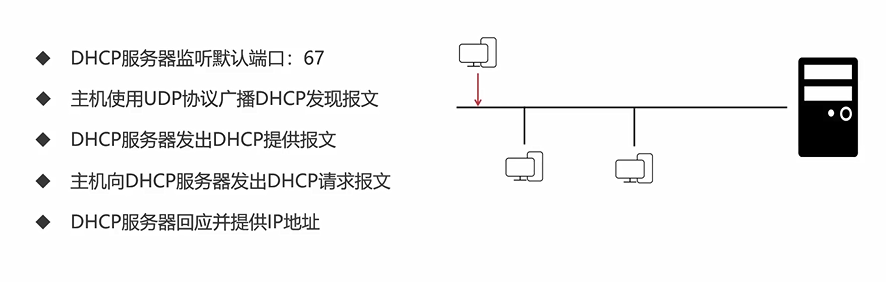 ◆ DHCP服务器监听默认端口：67
◆ 主机使用UDP协议广播DHCP发现报文
◆ DHCP服务器发出DHCP提供报文
◆ 主机向DHCP服务器发出DHCP请求报文
◆ DHCP服务器回应并提供IP地址